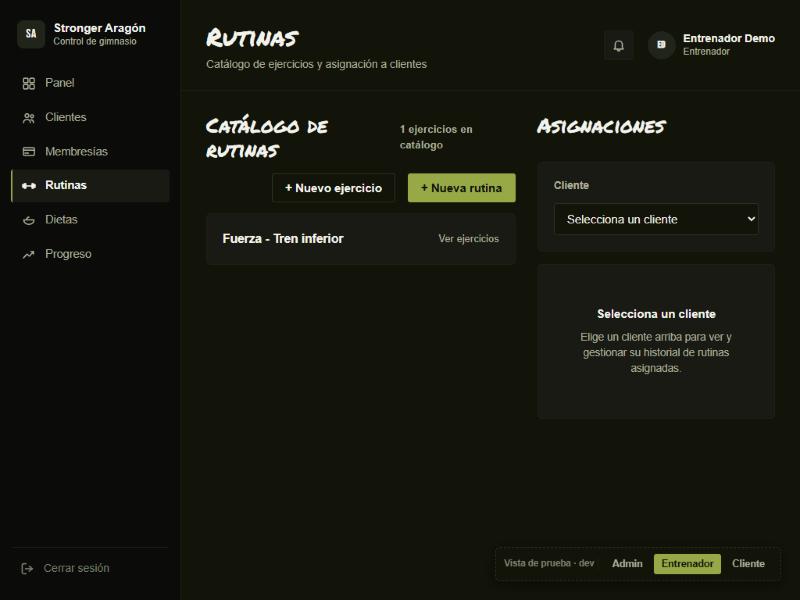 SA
Stronger Aragón
Control de gimnasio
Panel
Clientes
Membresías
Rutinas
Dietas
Progreso
Cerrar sesión
Rutinas
Catálogo de ejercicios y asignación a clientes
ED
Entrenador Demo
Entrenador
Catálogo de
rutinas
1 ejercicios en
catálogo
+ Nuevo ejercicio
+ Nueva rutina
Fuerza - Tren inferior
Ver ejercicios
Asignaciones
Cliente
Selecciona un cliente
Selecciona un cliente
Elige un cliente arriba para ver y
gestionar su historial de rutinas
asignadas.
Vista de prueba · dev
Admin
Entrenador
Cliente